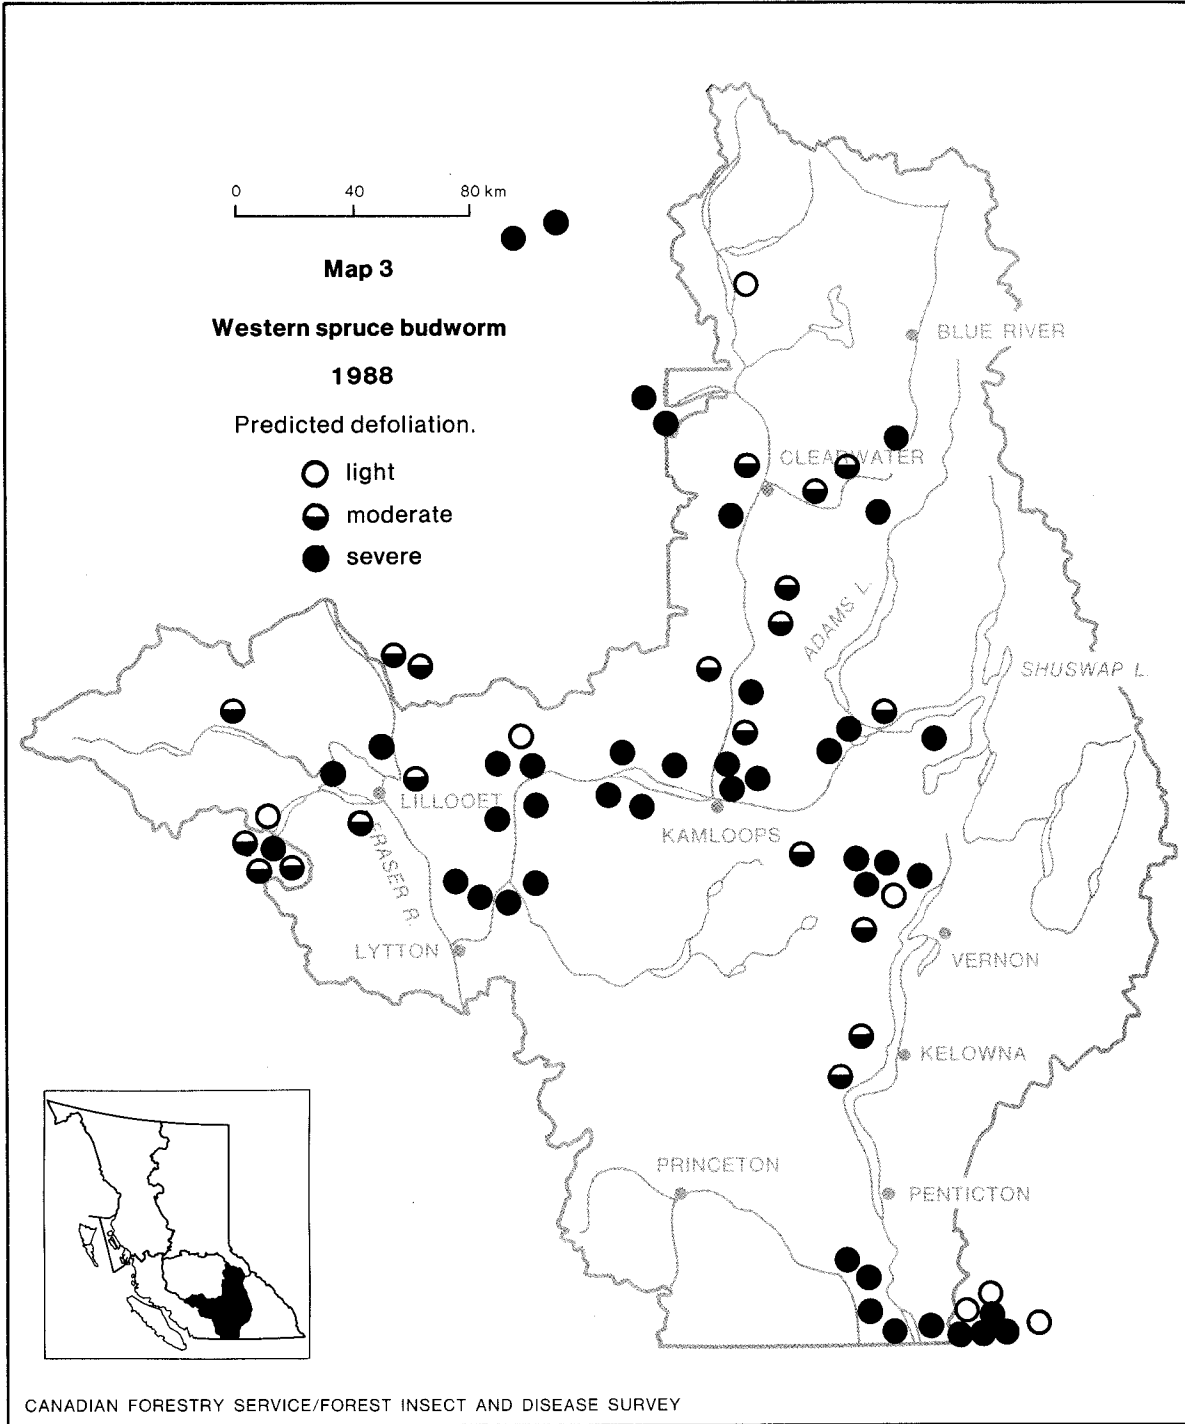 0 40 80 km
Map 3
Western spruce budworm
1988
Predicted defoliation.
light
moderate
severe
BLUE RIVER
CLEARWATER
ADAMS L.
SHUSWAP L.
LILLOOET
KAMLOOPS
FRASER R.
LYTTON
VERNON
KELOWNA
PRINCETON
PENTICTON
CANADIAN FORESTRY SERVICE/FOREST INSECT AND DISEASE SURVEY